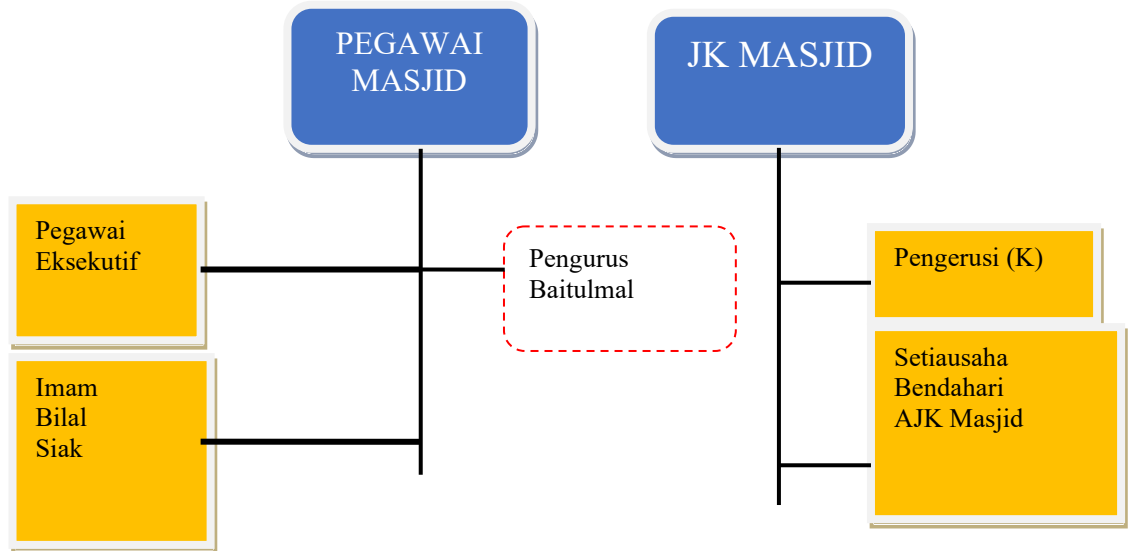 PEGAWAI
MASJID
JK MASJID
Pegawai
Eksekutif
Pengurus
Baitulmal
Pengerusi (K)
Imam
Bilal
Siak
Setiausaha
Bendahari
AJK Masjid